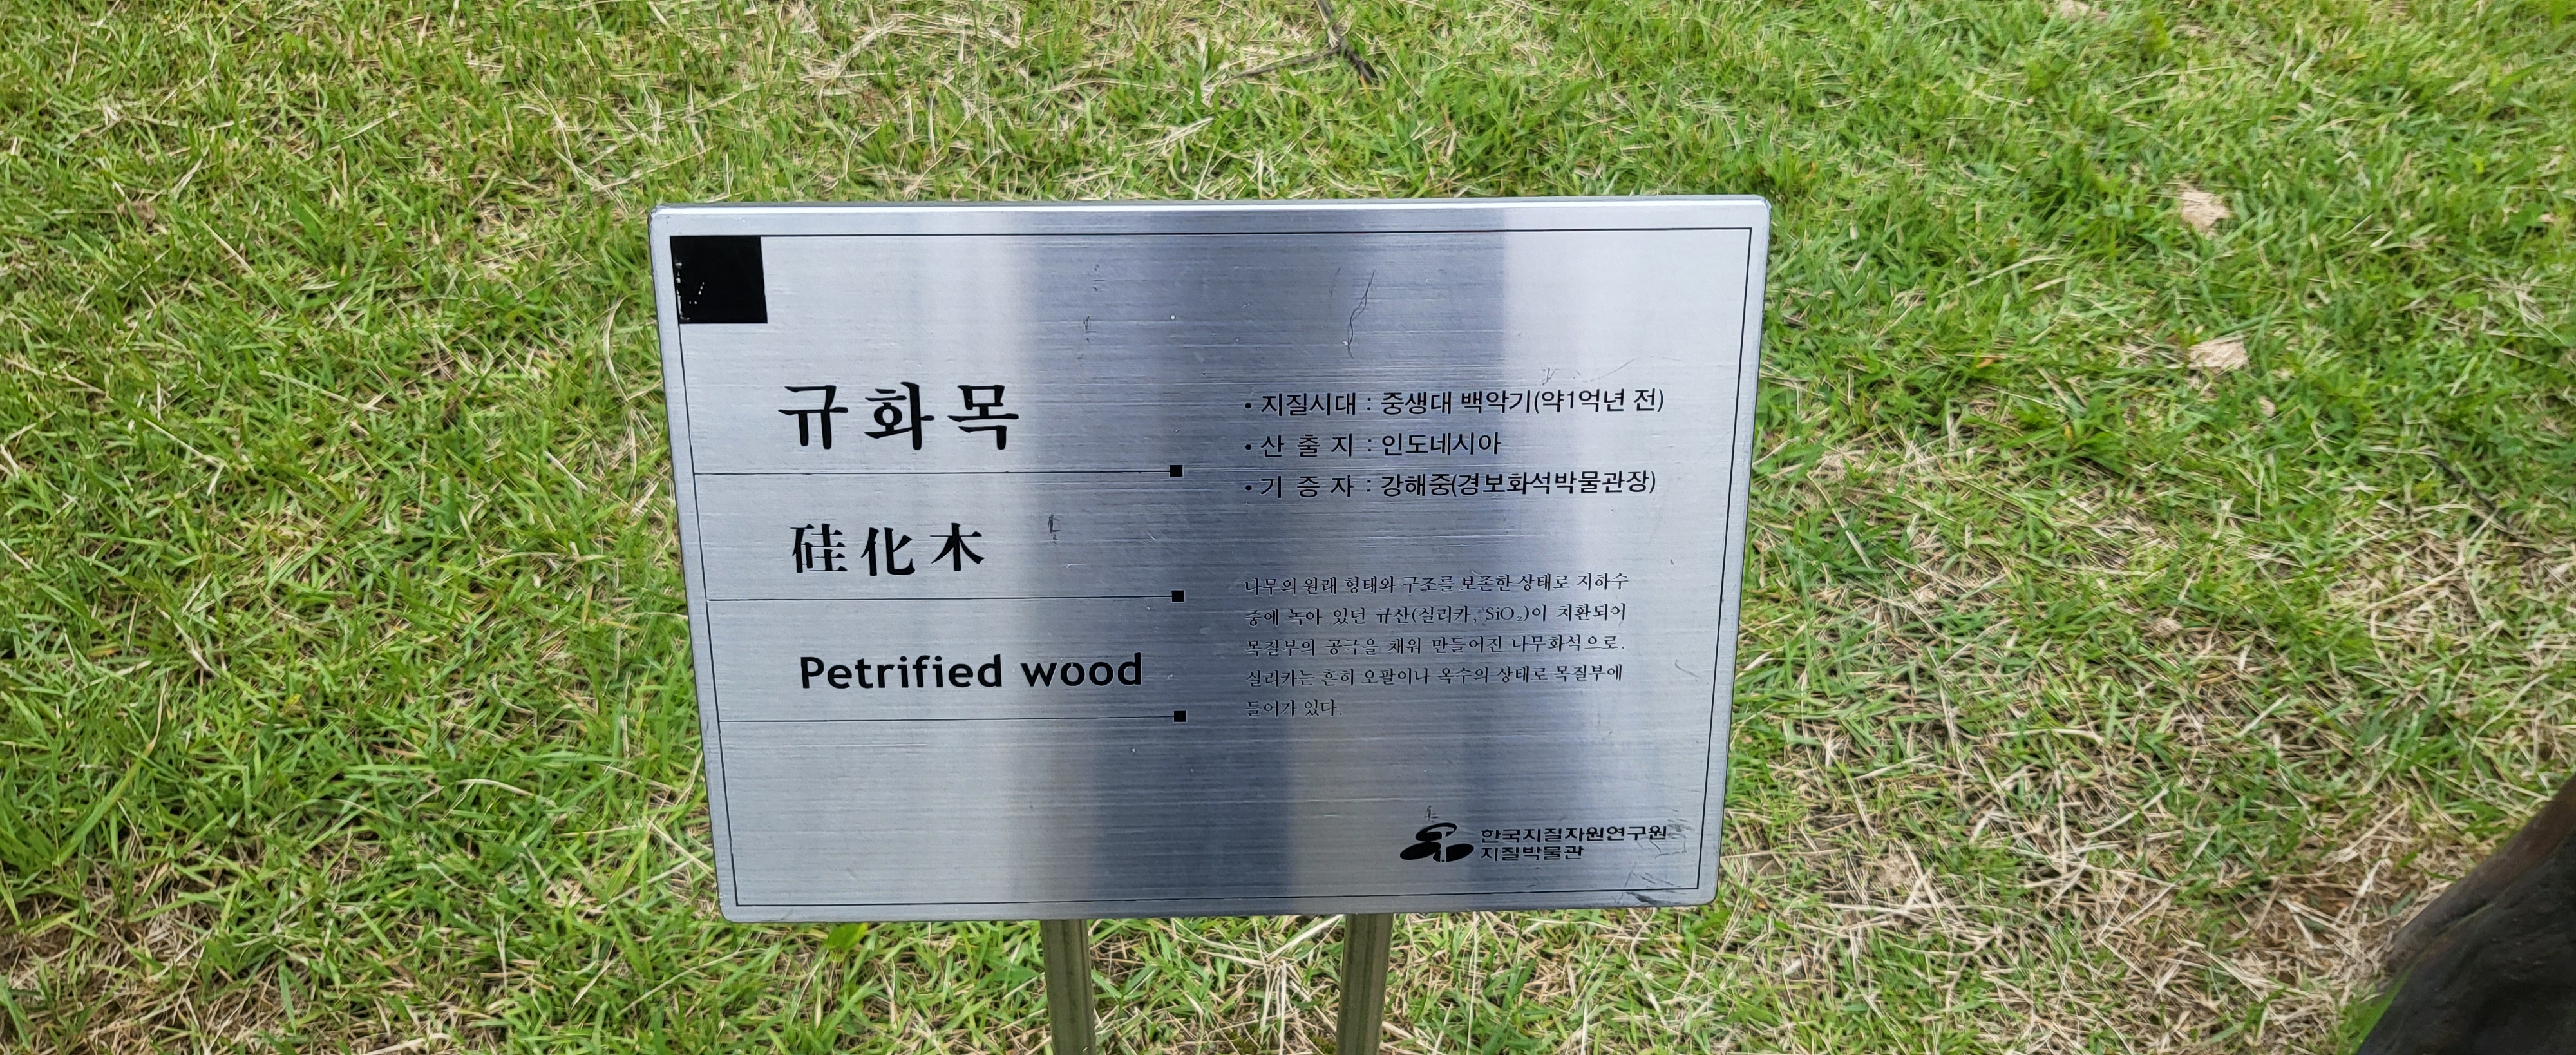 규화목
硅化木
Petrified wood
• 지질시대 : 중생대 백악기(약1억년 전)
• 산 출 지 : 인도네시아
• 기 증 자 : 강해중(경보화석박물관장)
나무의 원래 형태와 구조를 보존한 상태로 지하수
중에 녹아 있던 규산(실리카, SiO₂)이 치환되어
목질부의 공극을 채워 만들어진 나무화석으로.
실리카는 흔히 오팔이나 옥수의 상태로 목질부에
들어가 있다.
한국지질자원연구원
지질박물관